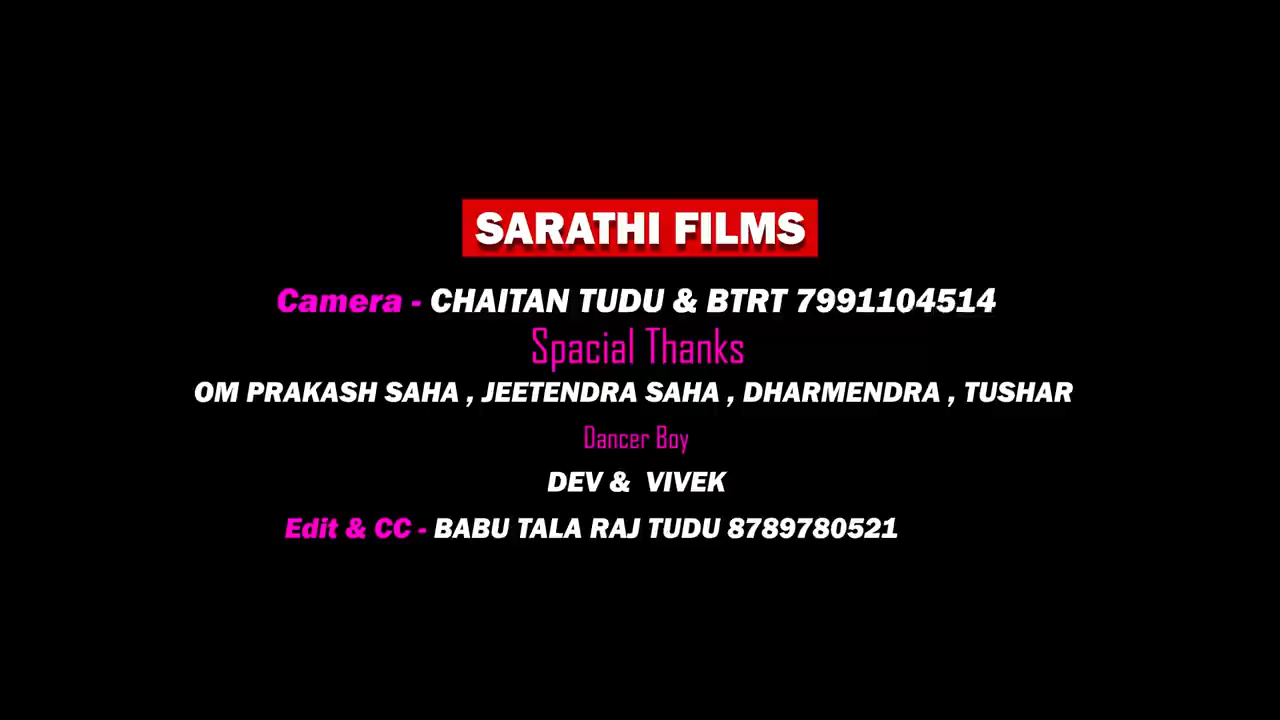 SARATHI FILMS
Camera - CHAITAN TUDU & BTRT 7991104514
Spacial Thanks
OM PRAKASH SAHA , JEETENDRA SAHA , DHARMENDRA , TUSHAR
Dancer Boy
DEV & VIVEK
Edit & CC - BABU TALA RAJ TUDU 8789780521